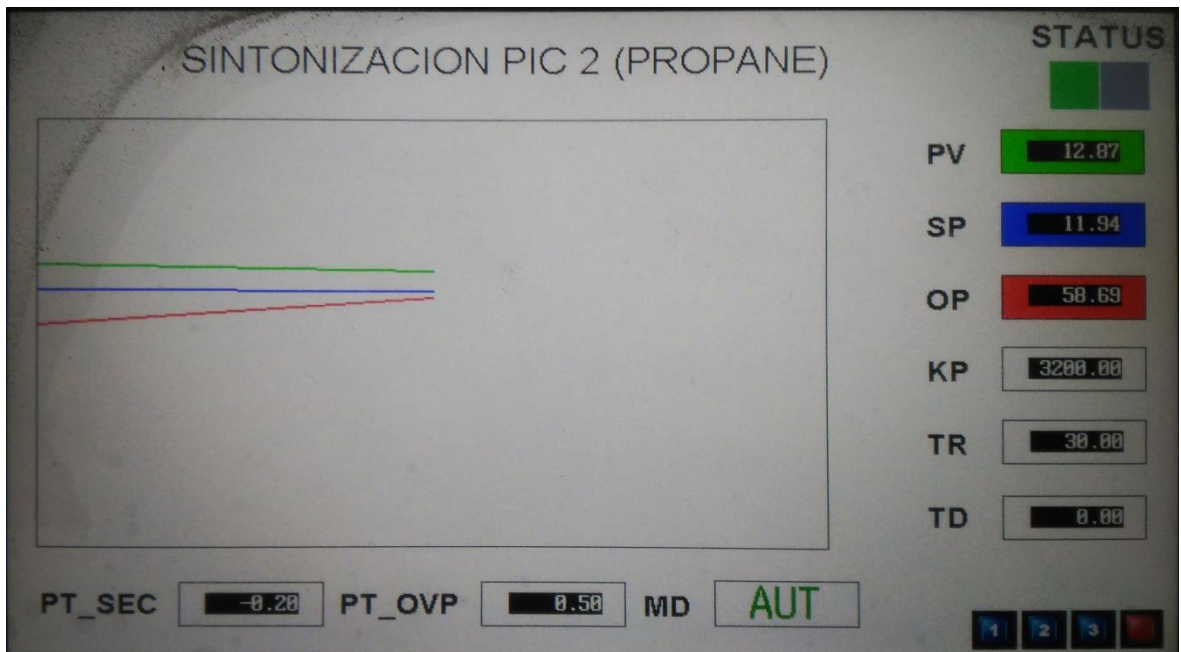 SINTONIZACION PIC 2 (PROPANE)
STATUS
PV 12.87
SP 11.94
OP 58.69
KP 3200.00
TR 30.00
TD 0.00
PT_SEC -0.20 PT_OVP 0.50 MD AUT
1 2 3